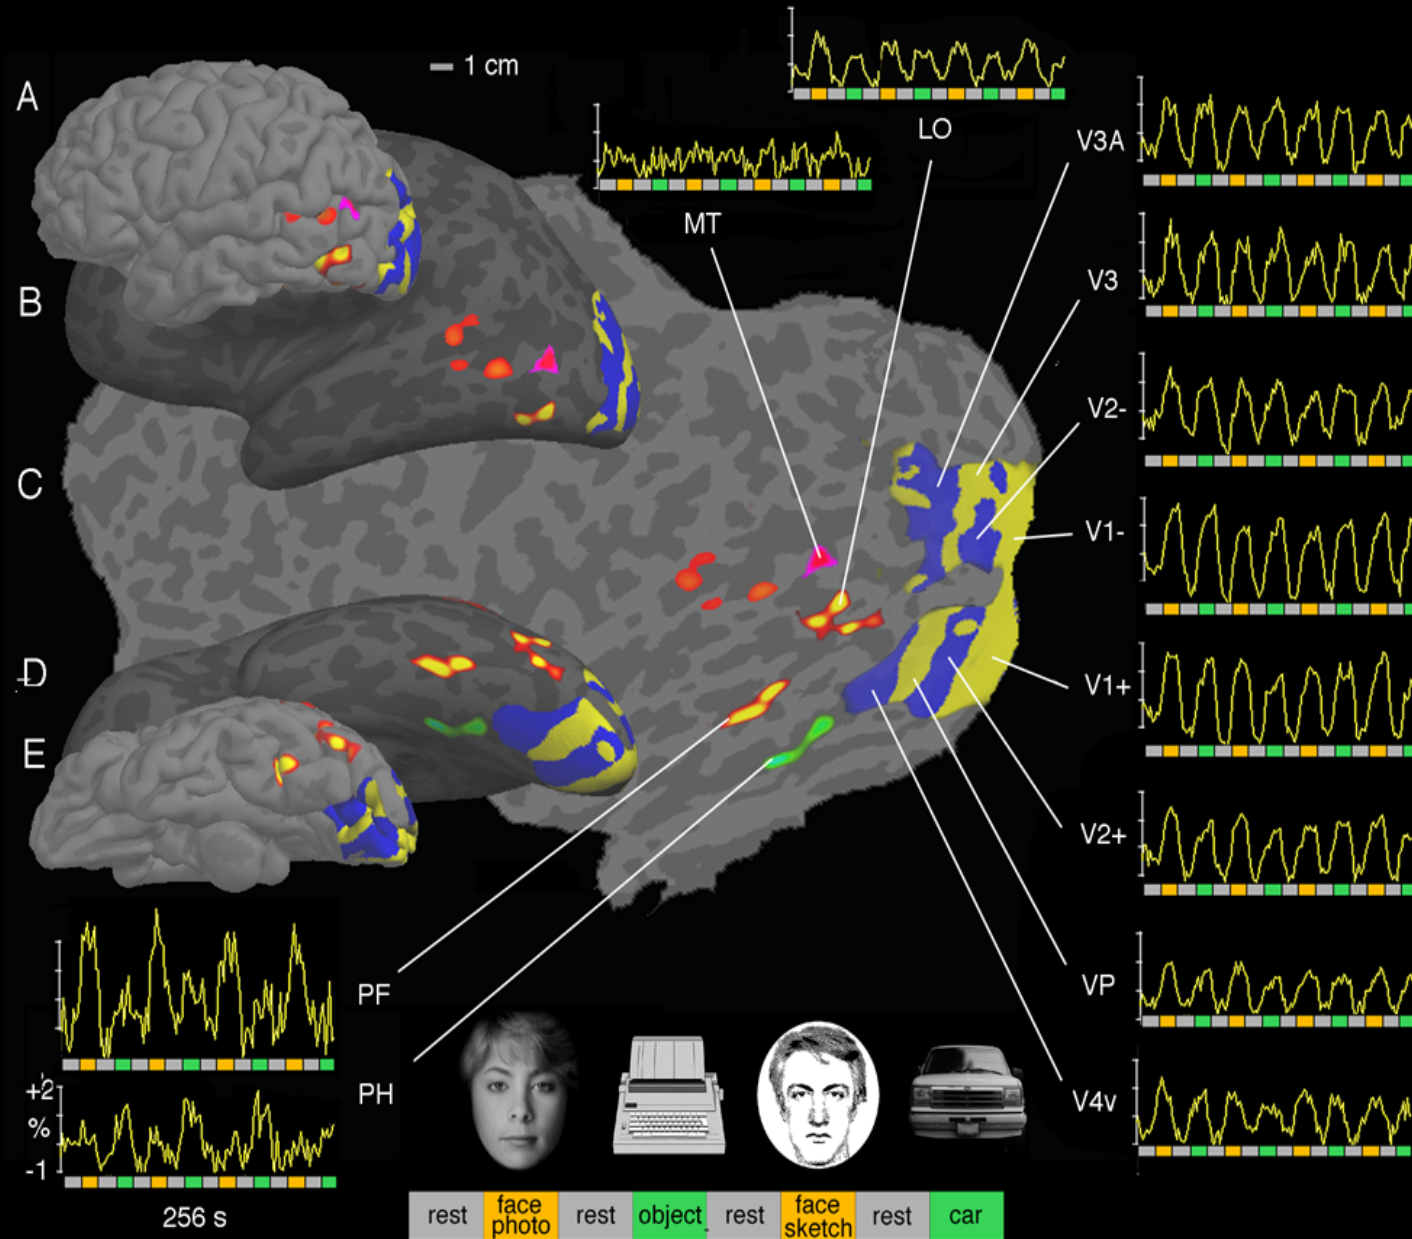 A
1 cm
LO
V3A
MT
B
V3
V2-
C
V1-
D
V1+
E
V2+
PF
VP
PH
V4v
+2
%
-1
256 s
rest
face
photo
rest
object
rest
face
sketch
rest
car